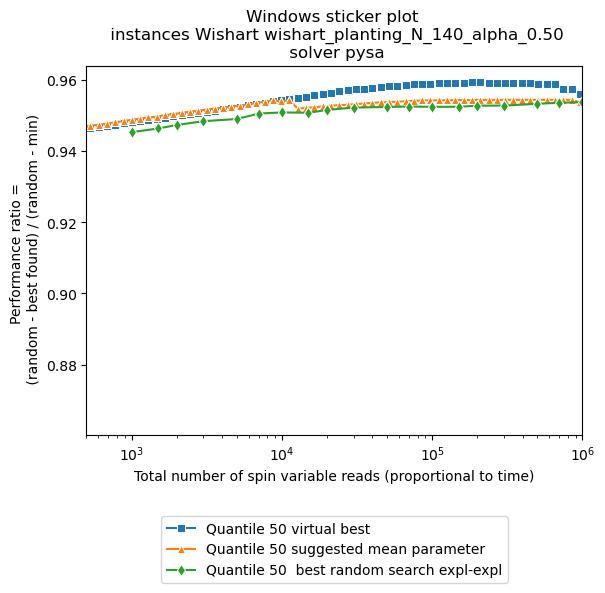 Windows sticker plot
instances Wishart wishart_planting_N_140_alpha_0.50
solver pysa
Performance ratio =
(random - best found) / (random - min)
0.96
0.94
0.92
0.90
0.88
10³
10⁴
10⁵
10⁶
Total number of spin variable reads (proportional to time)
Quantile 50 virtual best
Quantile 50 suggested mean parameter
Quantile 50  best random search expl-expl